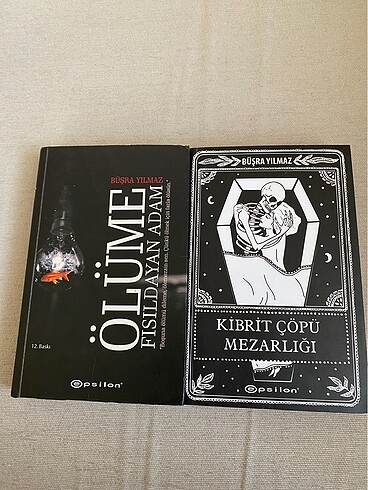 BÜŞRA YILMAZ
ÖLÜME
FISILDAYAN ADAM
12. Baskı
epsilon
BÜŞRA YILMAZ
KİBRİT ÇÖPÜ
MEZARLIĞI
epsilon